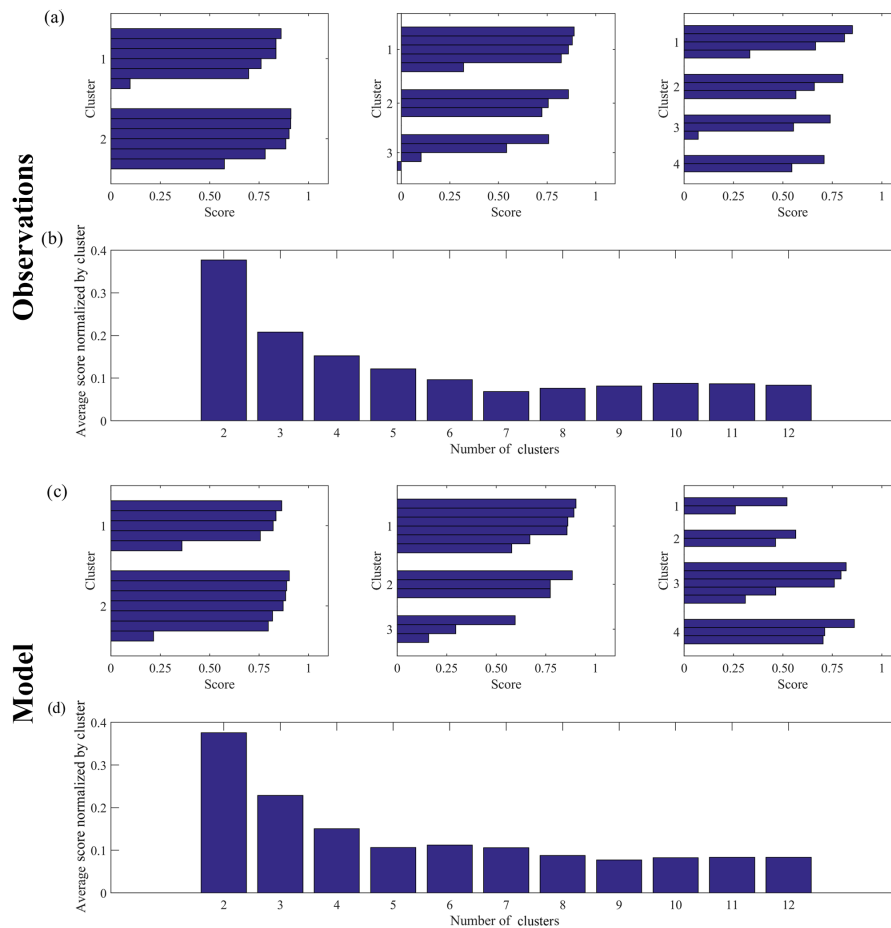 Observations
(a)
Cluster
1
2
0
0.25
0.50
0.75
1
Score
1
2
3
0
0.25
0.50
0.75
1
Score
Cluster
1
2
3
4
0
0.25
0.50
0.75
1
Score
(b)
Average score normalized by cluster
0.4
0.3
0.2
0.1
0
2 3 4 5 6 7 8 9 10 11 12
Number of clusters
Model
(c)
Cluster
1
2
0
0.25
0.50
0.75
1
Score
Cluster
1
2
3
0
0.25
0.50
0.75
1
Score
Cluster
1
2
3
4
0
0.25
0.50
0.75
1
Score
(d)
Average score normalized by cluster
0.4
0.3
0.2
0.1
0
2 3 4 5 6 7 8 9 10 11 12
Number of clusters